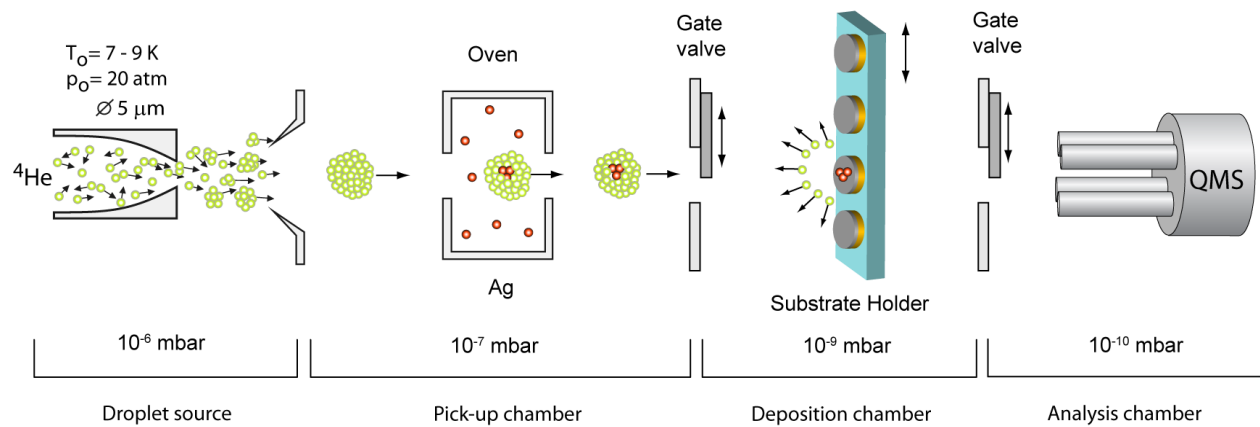 T₀= 7 - 9 K
p₀= 20 atm
∅ 5 μm
⁴He
Oven
Ag
Gate
valve
Substrate Holder
Gate
valve
QMS
10⁻⁶ mbar
10⁻⁷ mbar
10⁻⁹ mbar
10⁻¹⁰ mbar
Droplet source
Pick-up chamber
Deposition chamber
Analysis chamber